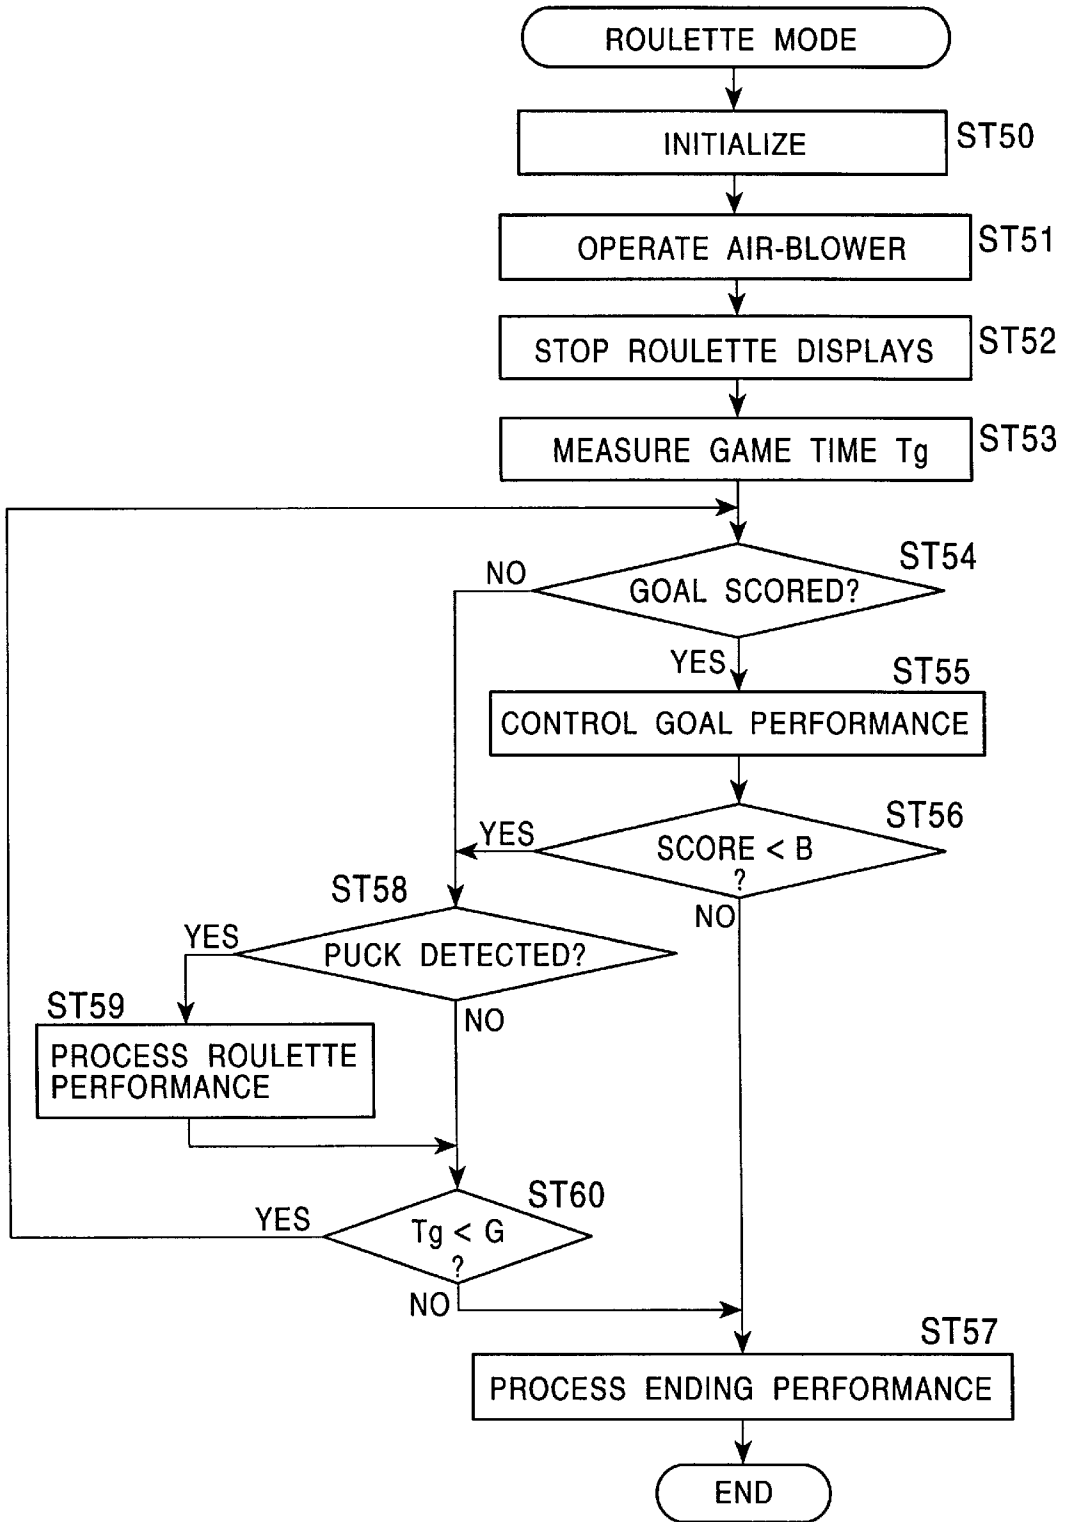 ROULETTE MODE
INITIALIZE
ST50
OPERATE AIR-BLOWER
ST51
STOP ROULETTE DISPLAYS
ST52
MEASURE GAME TIME Tg
ST53
ST54
NO
GOAL SCORED?
YES
ST55
CONTROL GOAL PERFORMANCE
ST56
YES
SCORE < B
?
NO
ST58
YES
PUCK DETECTED?
NO
ST59
PROCESS ROULETTE
PERFORMANCE
ST60
YES
Tg < G
?
NO
ST57
PROCESS ENDING PERFORMANCE
END